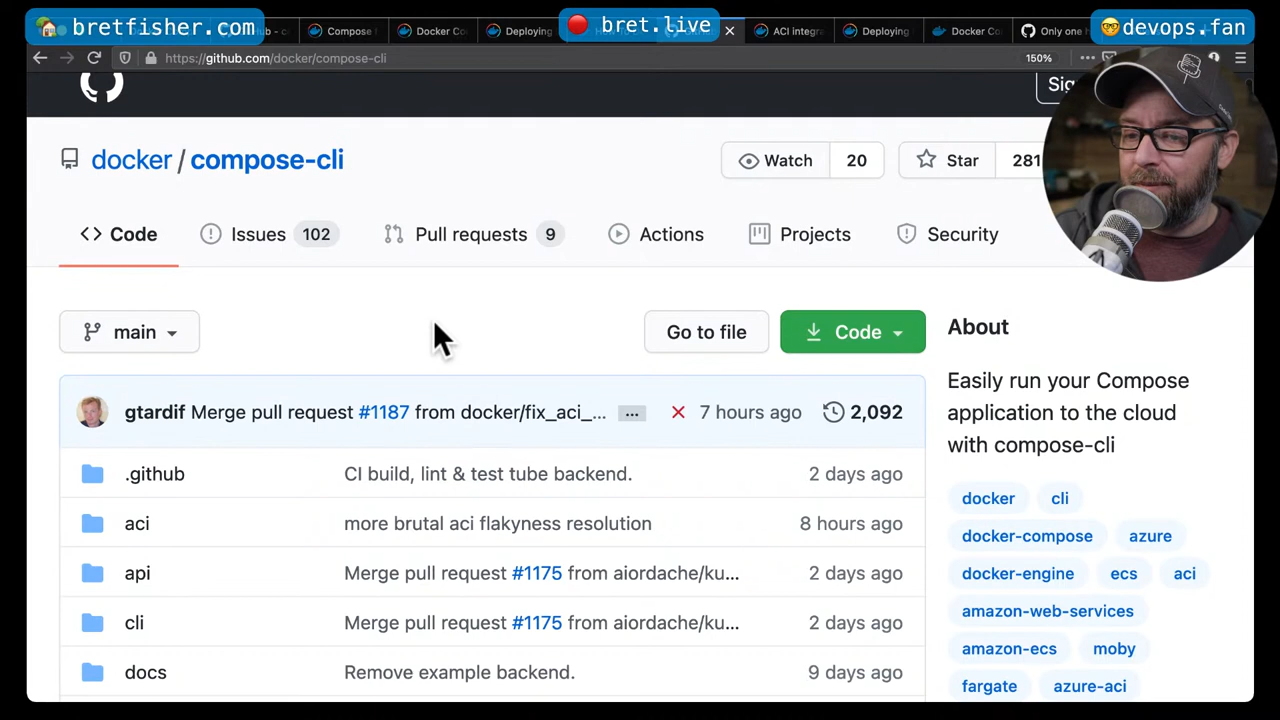 bretfisher.com
bret.live
devops.fan
Compose
Docker Co
Deploying
ACI integra
Deploying
Docker Co
Only one
https://github.com/docker/compose-cli
150%
docker / compose-cli
Watch 20
Star 281
Code
Issues 102
Pull requests 9
Actions
Projects
Security
main
Go to file
Code
About
Easily run your Compose
application to the cloud
with compose-cli
gtardif Merge pull request #1187 from docker/fix_aci_... ... 7 hours ago 2,092
.github CI build, lint & test tube backend. 2 days ago
aci more brutal aci flakyness resolution 8 hours ago
api Merge pull request #1175 from aiordache/ku... 2 days ago
cli Merge pull request #1175 from aiordache/ku... 2 days ago
docs Remove example backend. 9 days ago
docker cli
docker-compose azure
docker-engine ecs aci
amazon-web-services
amazon-ecs moby
fargate azure-aci